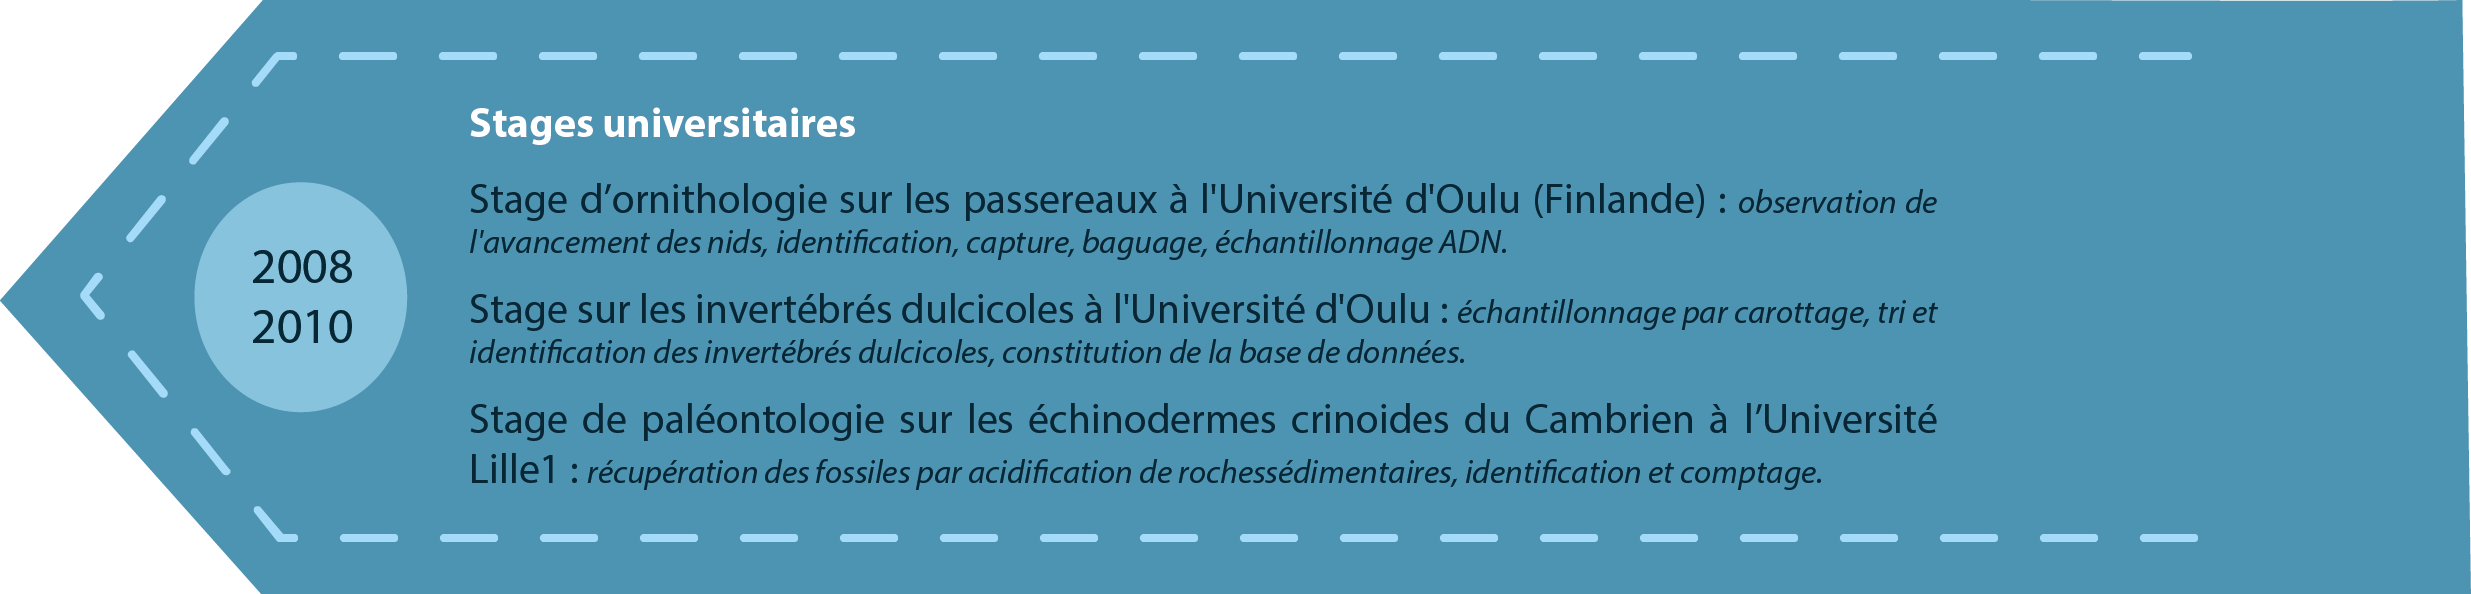 Stages universitaires
Stage d’ornithologie sur les passereaux à l'Université d'Oulu (Finlande) : observation de
l'avancement des nids, identification, capture, baguage, échantillonnage ADN.
2008
2010
Stage sur les invertébrés dulcicoles à l'Université d'Oulu : échantillonnage par carottage, tri et
identification des invertébrés dulcicoles, constitution de la base de données.
Stage de paléontologie sur les échinodermes crinoides du Cambrien à l’Université
Lille1 : récupération des fossiles par acidification de rochessédimentaires, identification et comptage.